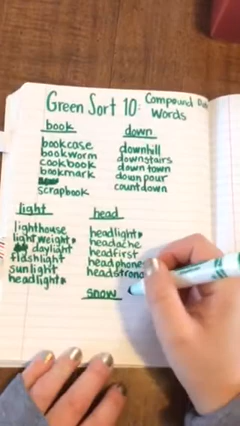 Green Sort 10: Compound
Words
book
bookcase
bookworm
cookbook
bookmark
scrapbook
down
downhill
downstairs
downtown
downpour
countdown
light
lighthouse
lightweight
daylight
flashlight
sunlight
headlight
head
headlight
headache
headfirst
headphone
headstrong
snow